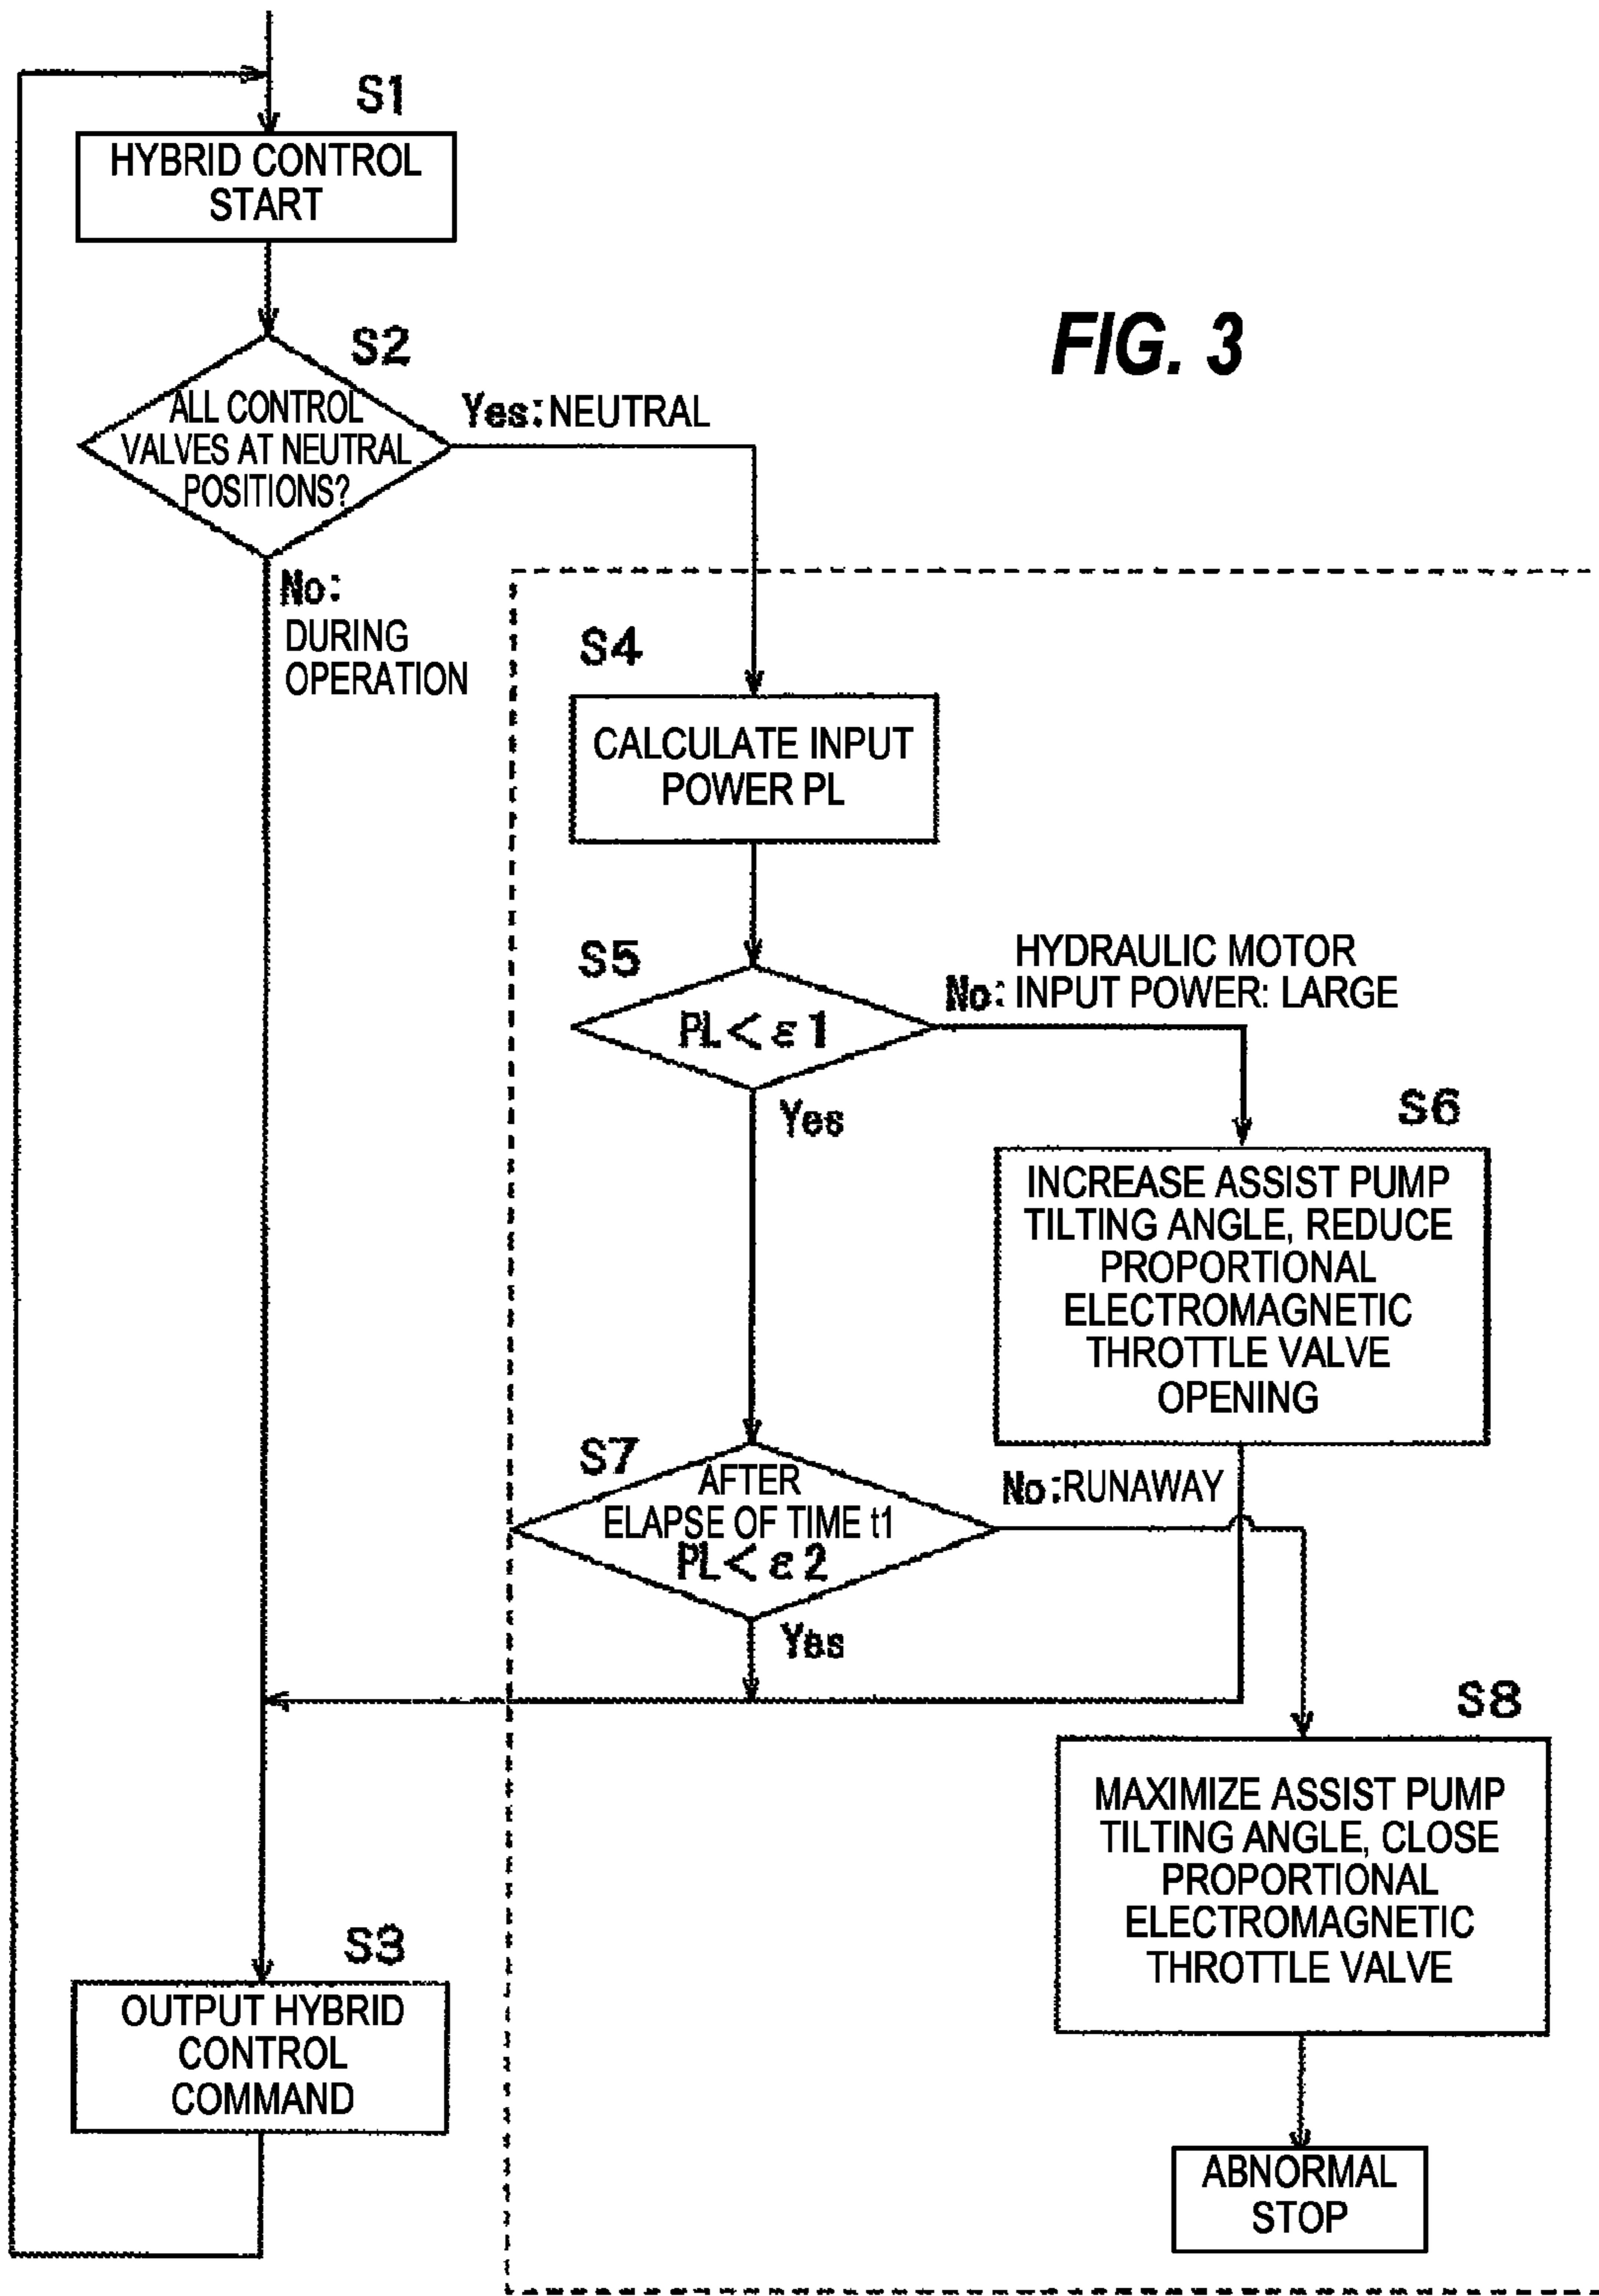 FIG. 3
S1
HYBRID CONTROL
START
S2
ALL CONTROL
VALVES AT NEUTRAL
POSITIONS?
Yes: NEUTRAL
No:
DURING
OPERATION
S4
CALCULATE INPUT
POWER PL
S5
PL < ε1
HYDRAULIC MOTOR
No: INPUT POWER: LARGE
Yes
S6
INCREASE ASSIST PUMP
TILTING ANGLE, REDUCE
PROPORTIONAL
ELECTROMAGNETIC
THROTTLE VALVE
OPENING
S7
AFTER
ELAPSE OF TIME t1
PL < ε2
No: RUNAWAY
Yes
S8
MAXIMIZE ASSIST PUMP
TILTING ANGLE, CLOSE
PROPORTIONAL
ELECTROMAGNETIC
THROTTLE VALVE
S3
OUTPUT HYBRID
CONTROL
COMMAND
ABNORMAL
STOP